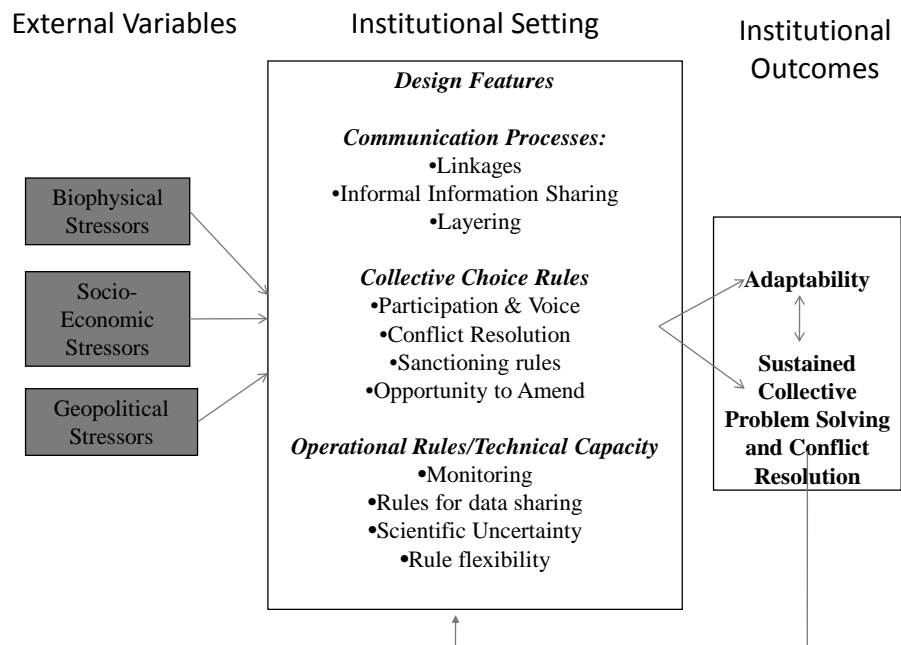 External Variables
Institutional Setting
Institutional
Outcomes
Biophysical
Stressors
Socio-
Economic
Stressors
Geopolitical
Stressors
Design Features
Communication Processes:
•Linkages
•Informal Information Sharing
•Layering
Collective Choice Rules
•Participation & Voice
•Conflict Resolution
•Sanctioning rules
•Opportunity to Amend
Operational Rules/Technical Capacity
•Monitoring
•Rules for data sharing
•Scientific Uncertainty
•Rule flexibility
Adaptability
Sustained
Collective
Problem Solving
and Conflict
Resolution